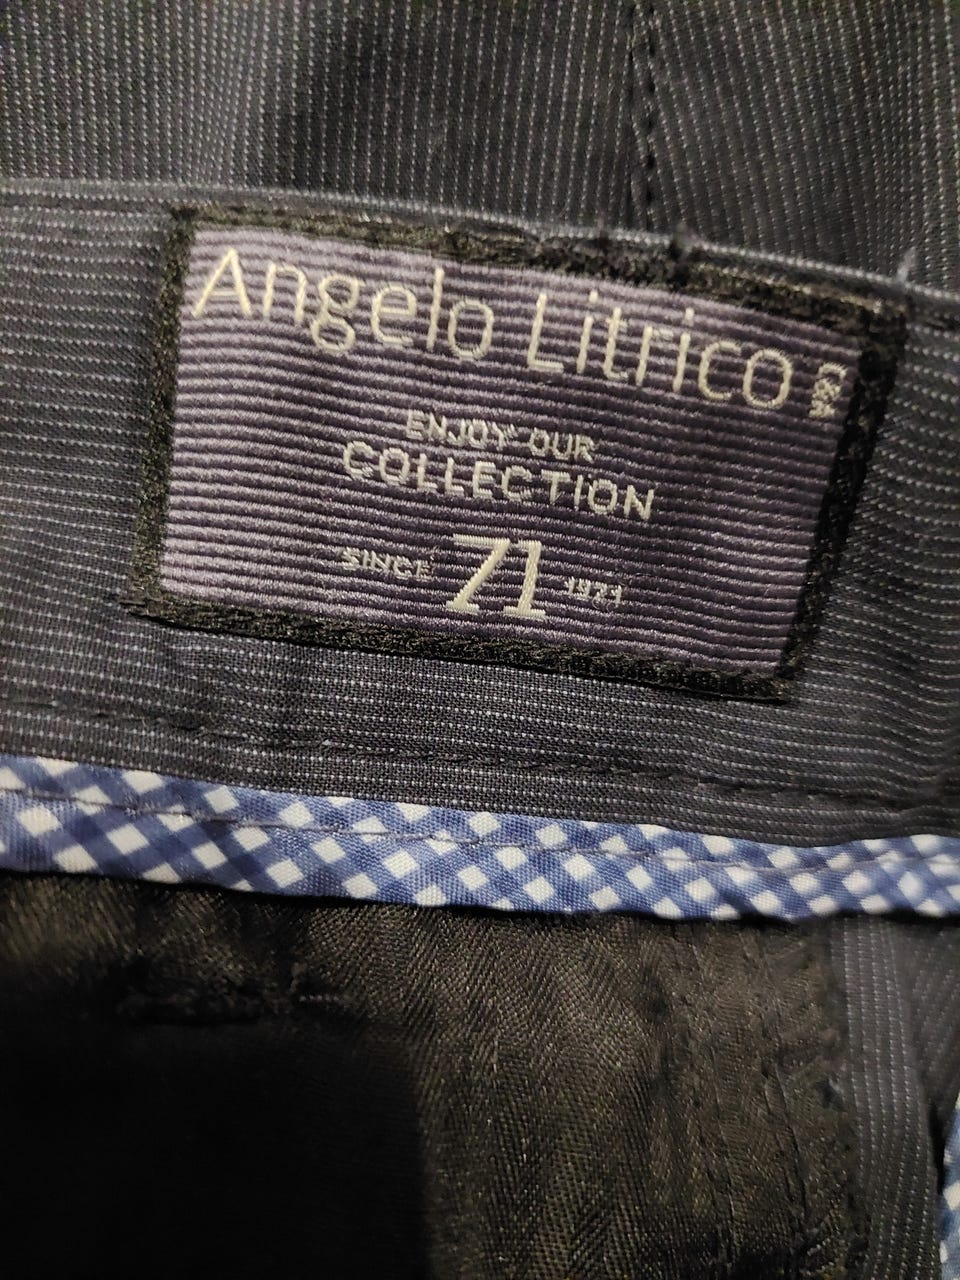 Angelo Litrico C&A
ENJOY OUR
COLLECTION
SINCE 71 1971